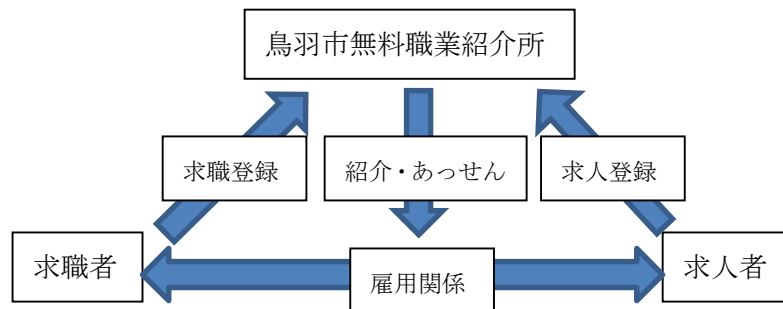 鳥羽市無料職業紹介所
求職登録
紹介・あっせん
求人登録
求職者
雇用関係
求人者